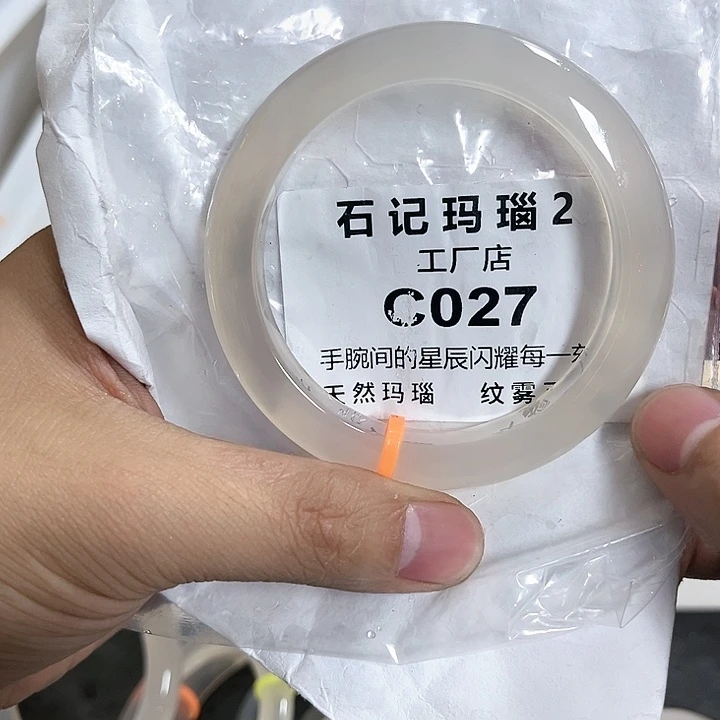 石记玛瑙2
工厂店
C027
手腕间的星辰闪耀每一刻
天然玛瑙 纹雾